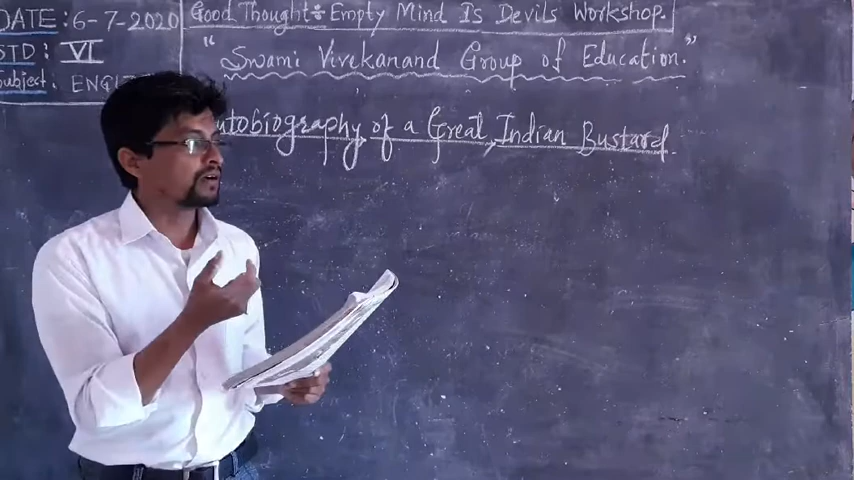 DATE: 6-7-2020
Good Thought:- Empty Mind Is Devils Workshop.
STD: VI
"Swami Vivekanand Group of Education."
Subject:
Autobiography of a Great Indian Bustard.